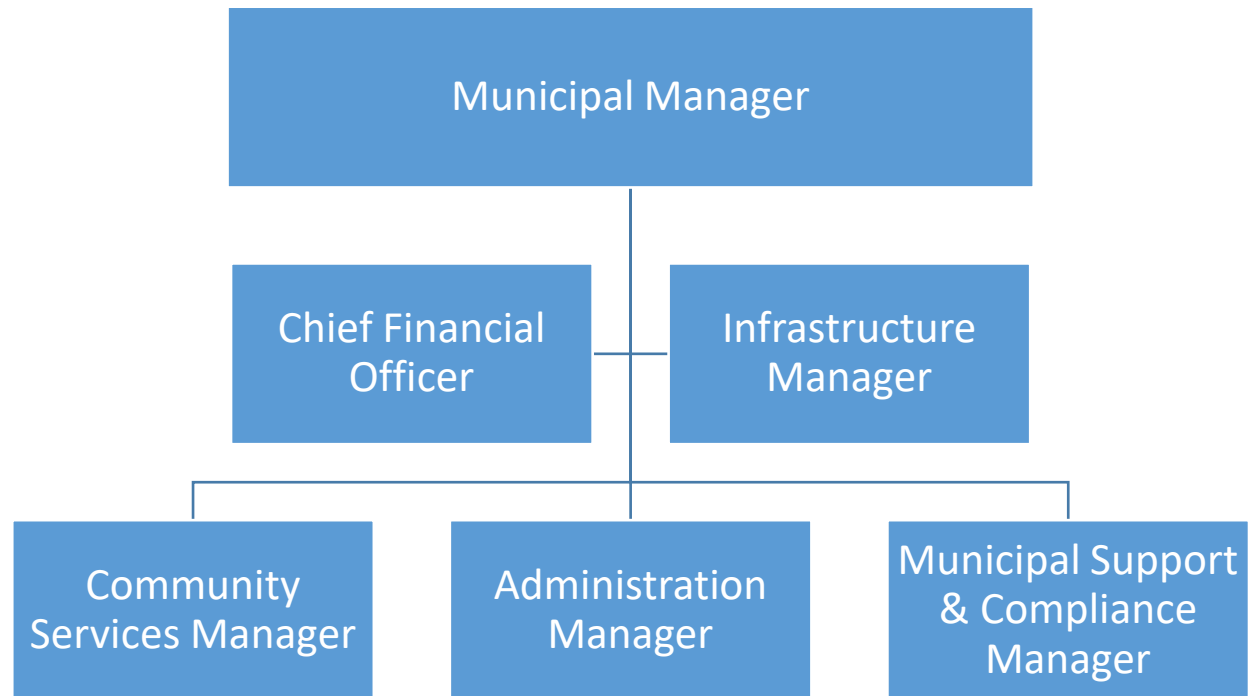 Municipal Manager
Chief Financial
Officer
Infrastructure
Manager
Community
Services Manager
Administration
Manager
Municipal Support
& Compliance
Manager